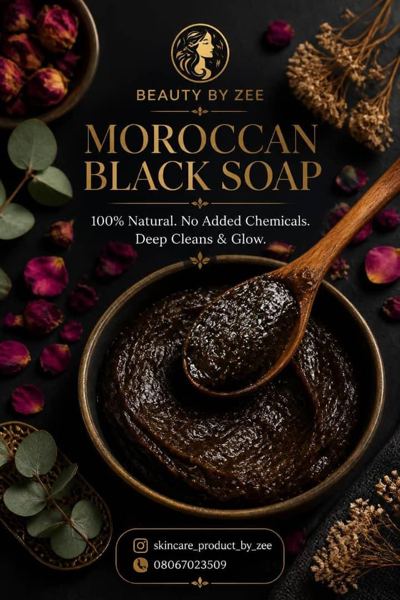 BEAUTY BY ZEE
MOROCCAN
BLACK SOAP
100% Natural. No Added Chemicals.
Deep Cleans & Glow.
skincare_product_by_zee
08067023509